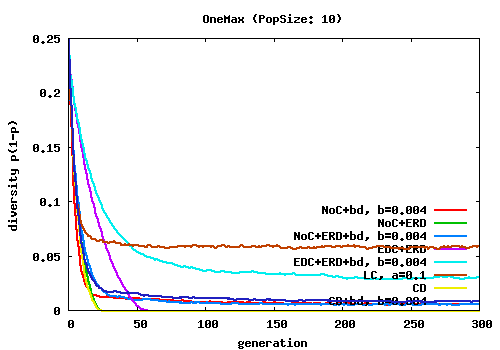 OneMax (PopSize: 10)
0.25
0.2
0.15
0.1
0.05
0
diversity p(1-p)
NoC+bd, b=0.004
NoC+ERD
NoC+ERD+bd, b=0.004
EDC+ERD
EDC+ERD+bd, b=0.004
LC, a=0.1
CD
CD+bd, b=0.004
0 50 100 150 200 250 300
generation